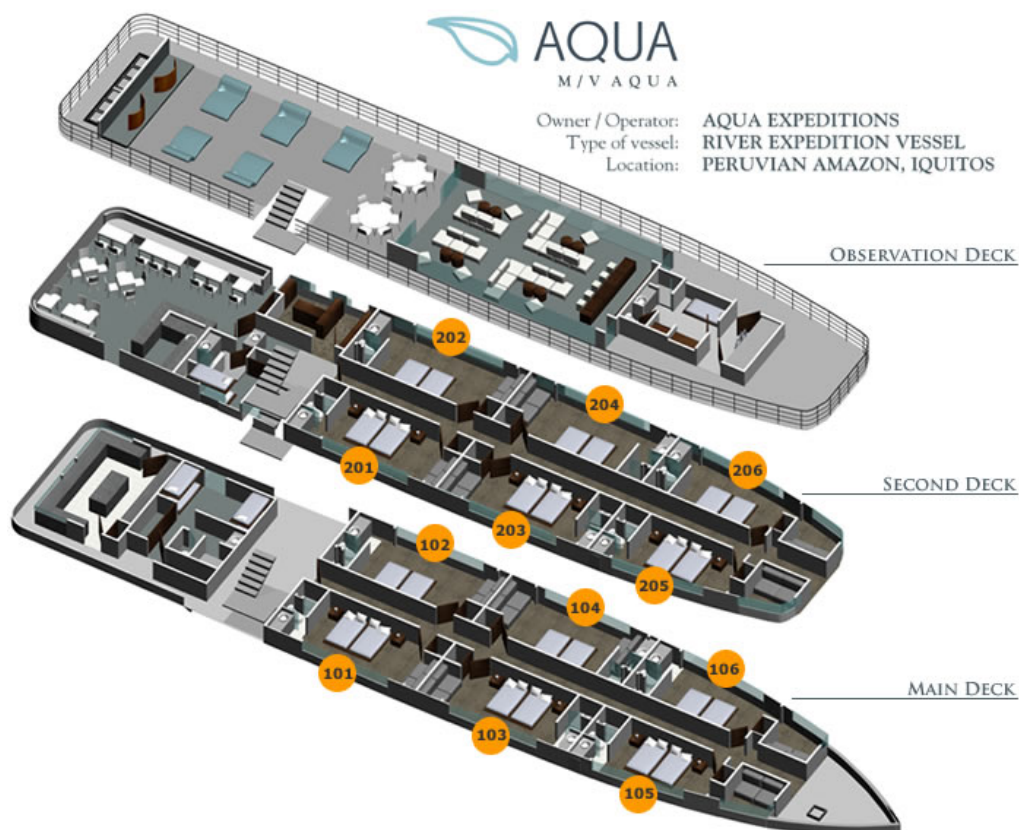 AQUA
M/V AQUA
Owner / Operator: AQUA EXPEDITIONS
Type of vessel: RIVER EXPEDITION VESSEL
Location: PERUVIAN AMAZON, IQUITOS
OBSERVATION DECK
202
204
206
201
203
205
SECOND DECK
102
104
106
101
103
105
MAIN DECK